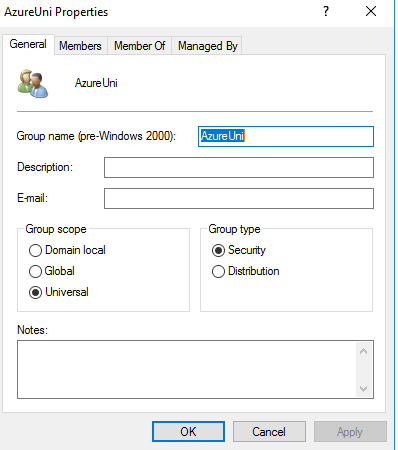 AzureUni Properties
? 
General Members Member Of Managed By
AzureUni
Group name (pre-Windows 2000): AzureUni
Description:
E-mail:
Group scope Group type
Domain local Security
Global Distribution
Universal
Notes:
OK Cancel Apply